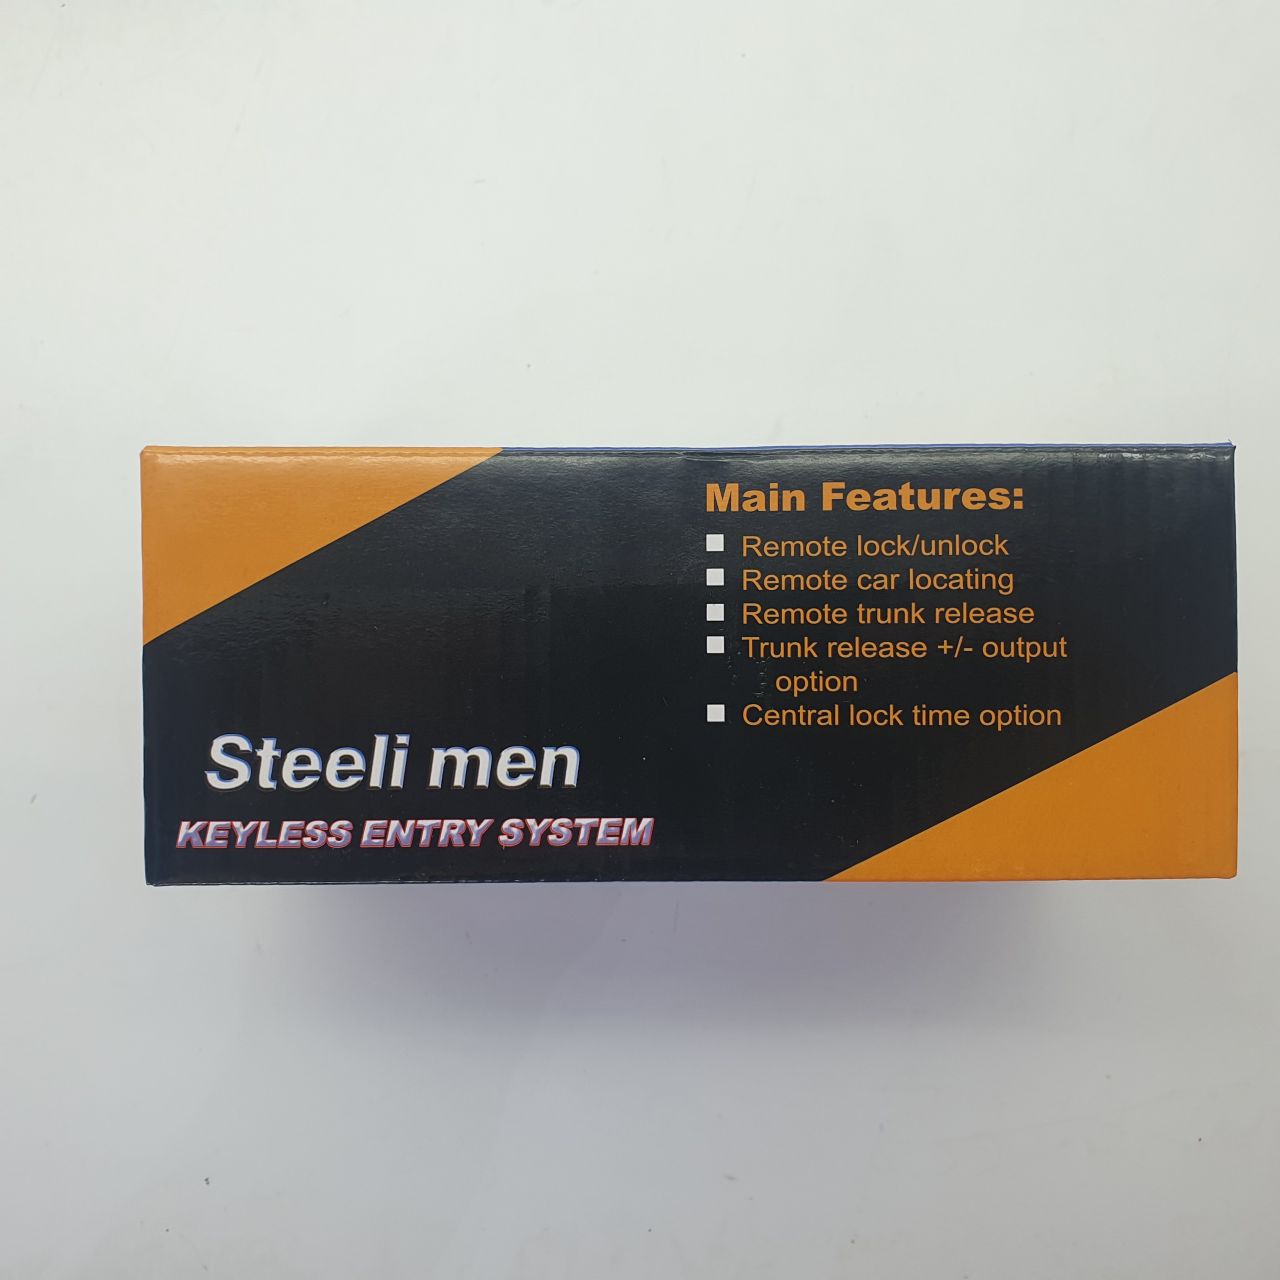 Main Features:
Remote lock/unlock
Remote car locating
Remote trunk release
Trunk release +/- output
option
Central lock time option
Steeli men
KEYLESS ENTRY SYSTEM